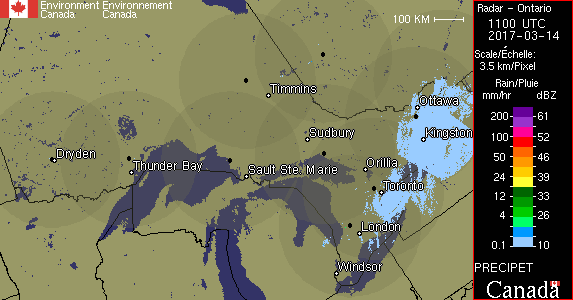 Environment Environnement
Canada Canada
100 KM
Timmins
Ottawa
Sudbury
Kingston
Dryden
Thunder Bay
Sault Ste. Marie
Orillia
Toronto
London
Windsor
Radar - Ontario
1100 UTC
2017-03-14
Scale/Échelle:
3.5 km/Pixel
Rain/Pluie
mm/hr dBZ
200 61
100 52
50 46
24 39
12 33
4 26
0.1 10
PRECIPET
Canada